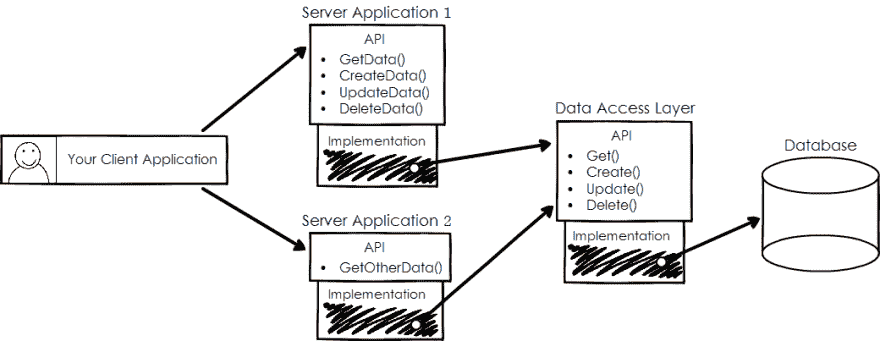 Server Application 1
API
• GetData()
• CreateData()
• UpdateData()
• DeleteData()
Implementation
Your Client Application
Server Application 2
API
• GetOtherData()
Implementation
Data Access Layer
API
• Get()
• Create()
• Update()
• Delete()
Implementation
Database